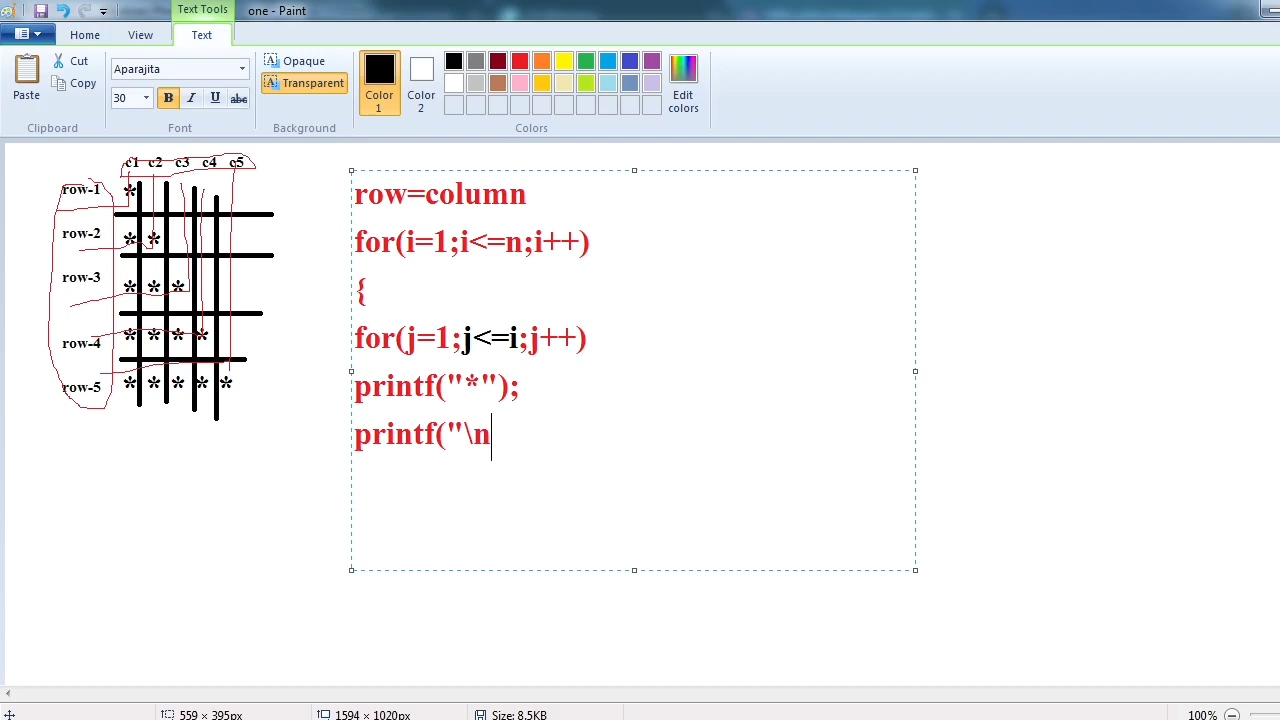 Text Tools
one - Paint
Home View Text
Paste
Cut
Copy
Clipboard
Aparajita
30 B I U abc
Font
Opaque
Transparent
Background
Color 1
Color 2
Edit colors
Colors
c1 c2 c3 c4 c5
row-1 *
row-2 * *
row-3 * * *
row-4 * * * *
row-5 * * * * *
row=column
for(i=1;i<=n;i++)
{
for(j=1;j<=i;j++)
printf("*");
printf("\n
559 × 395px
1594 × 1020px
Size: 8.5KB
100%